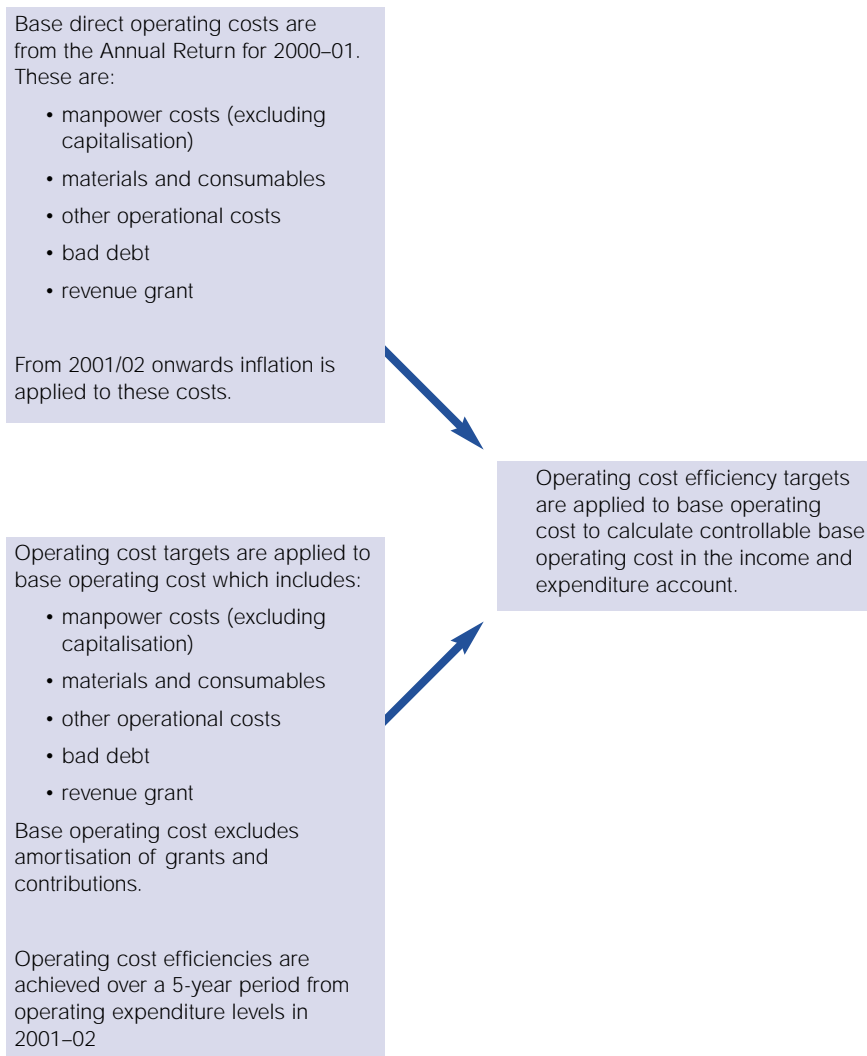 Base direct operating costs are
from the Annual Return for 2000–01.
These are:
• manpower costs (excluding
capitalisation)
• materials and consumables
• other operational costs
• bad debt
• revenue grant
From 2001/02 onwards inflation is
applied to these costs.
Operating cost targets are applied to
base operating cost which includes:
• manpower costs (excluding
capitalisation)
• materials and consumables
• other operational costs
• bad debt
• revenue grant
Base operating cost excludes
amortisation of grants and
contributions.
Operating cost efficiencies are
achieved over a 5-year period from
operating expenditure levels in
2001–02
Operating cost efficiency targets
are applied to base operating
cost to calculate controllable base
operating cost in the income and
expenditure account.